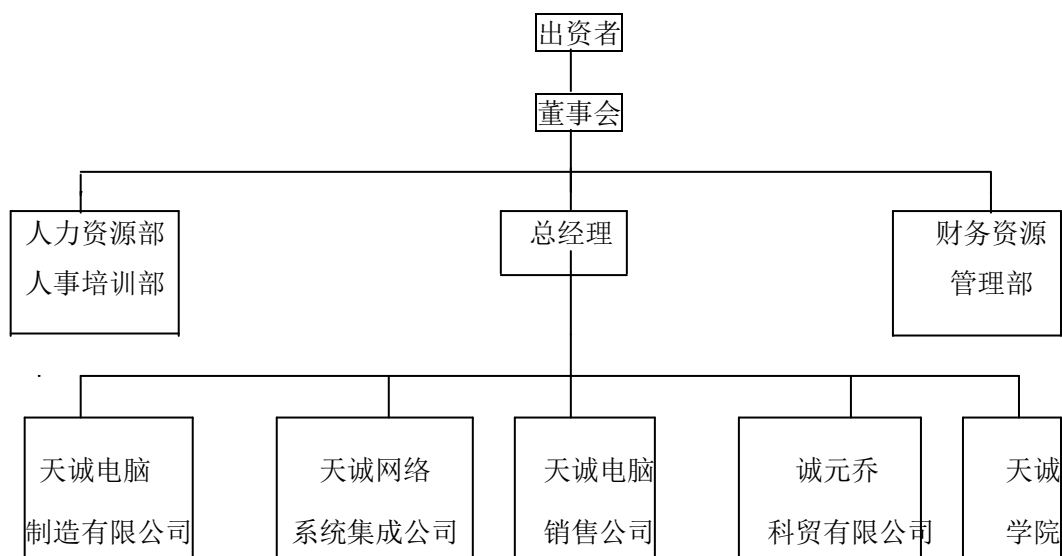 出资者
董事会
人力资源部
人事培训部
总经理
财务资源
管理部
天诚电脑
制造有限公司
天诚网络
系统集成公司
天诚电脑
销售公司
诚元乔
科贸有限公司
天诚
学院